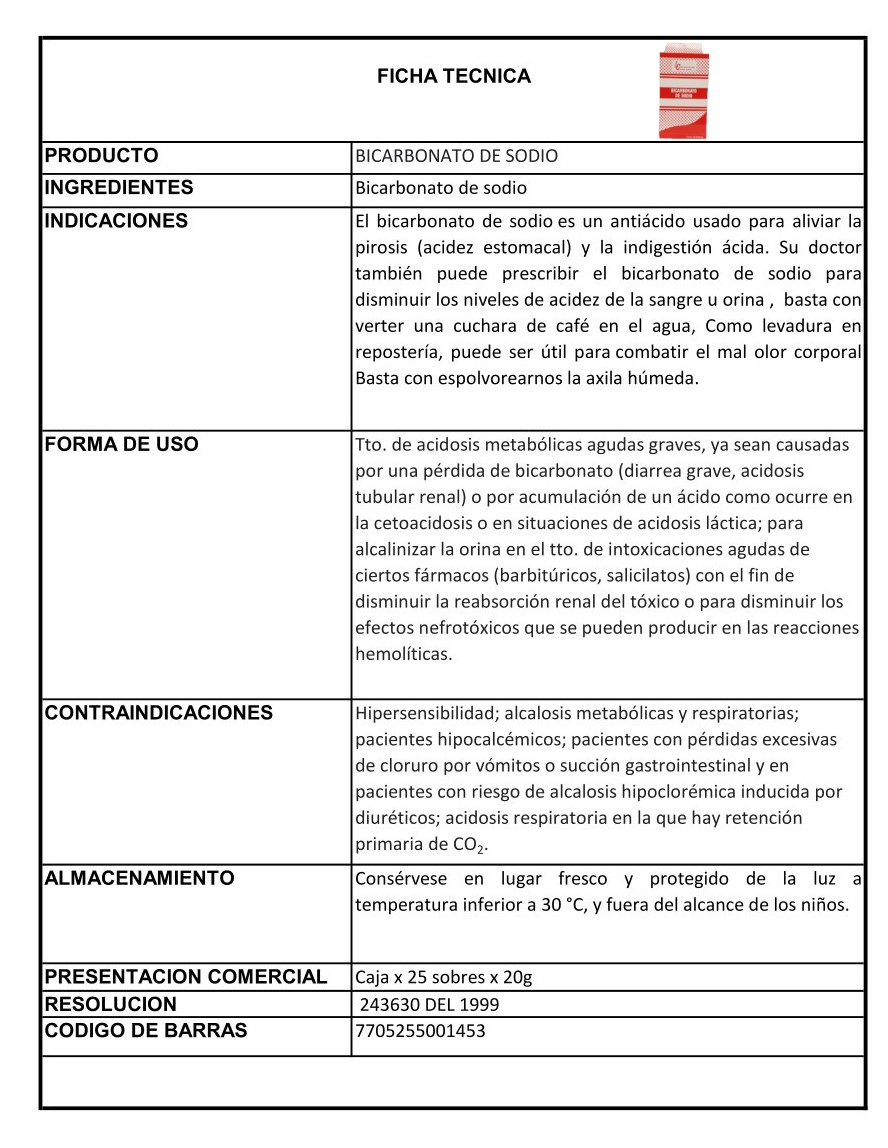 FICHA TECNICA
BICARBONATO
DE SODIO
PRODUCTO
BICARBONATO DE SODIO
INGREDIENTES
Bicarbonato de sodio
INDICACIONES
El bicarbonato de sodio es un antiácido usado para aliviar la
pirosis (acidez estomacal) y la indigestión ácida. Su doctor
también puede prescribir el bicarbonato de sodio para
disminuir los niveles de acidez de la sangre u orina , basta con
verter una cuchara de café en el agua, Como levadura en
repostería, puede ser útil para combatir el mal olor corporal
Basta con espolvorearnos la axila húmeda.
FORMA DE USO
Tto. de acidosis metabólicas agudas graves, ya sean causadas
por una pérdida de bicarbonato (diarrea grave, acidosis
tubular renal) o por acumulación de un ácido como ocurre en
la cetoacidosis o en situaciones de acidosis láctica; para
alcalinizar la orina en el tto. de intoxicaciones agudas de
ciertos fármacos (barbitúricos, salicilatos) con el fin de
disminuir la reabsorción renal del tóxico o para disminuir los
efectos nefrotóxicos que se pueden producir en las reacciones
hemolíticas.
CONTRAINDICACIONES
Hipersensibilidad; alcalosis metabólicas y respiratorias;
pacientes hipocalcémicos; pacientes con pérdidas excesivas
de cloruro por vómitos o succión gastrointestinal y en
pacientes con riesgo de alcalosis hipoclorémica inducida por
diuréticos; acidosis respiratoria en la que hay retención
primaria de CO₂.
ALMACENAMIENTO
Consérvese en lugar fresco y protegido de la luz a
temperatura inferior a 30 °C, y fuera del alcance de los niños.
PRESENTACION COMERCIAL
Caja x 25 sobres x 20g
RESOLUCION
243630 DEL 1999
CODIGO DE BARRAS
7705255001453